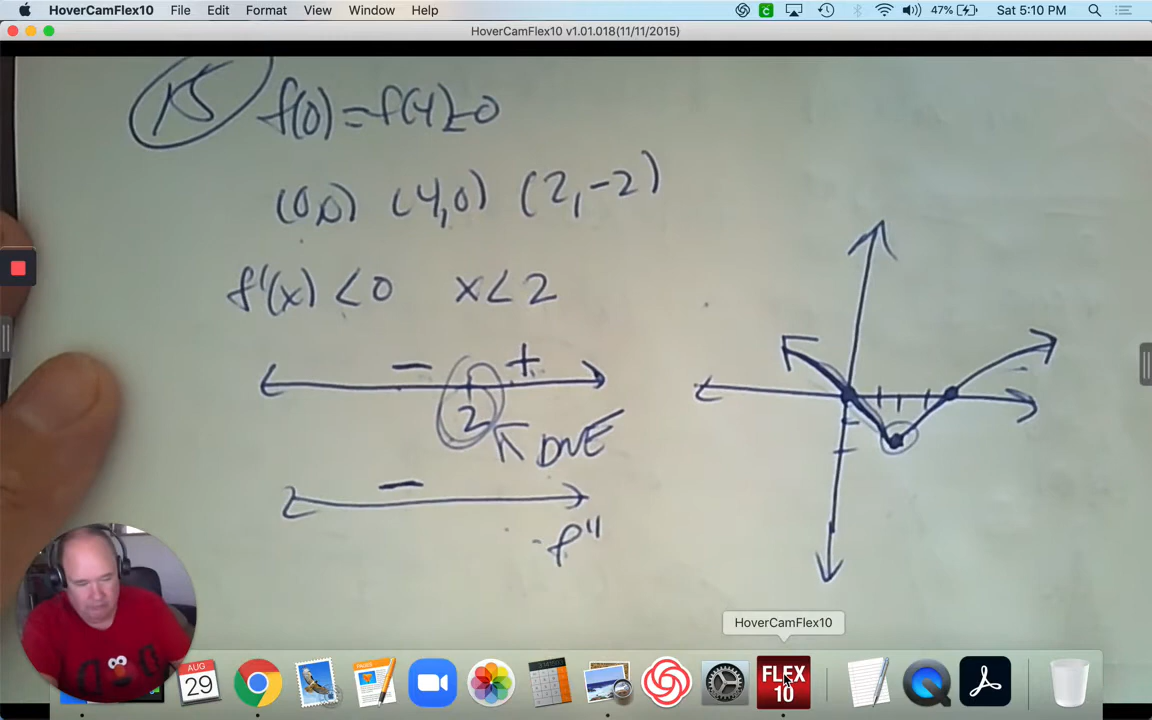 HoverCamFlex10 File Edit Format View Window Help 47% Sat 5:10 PM
HoverCamFlex10 v1.01.018(11/11/2015)
15 f(0)=f(4)=0
(0,0) (4,0) (2,-2)
f'(x) <0 x<2
- +
2 DNE
-
f"
HoverCamFlex10
AUG
29
PAGES
FLEX
10